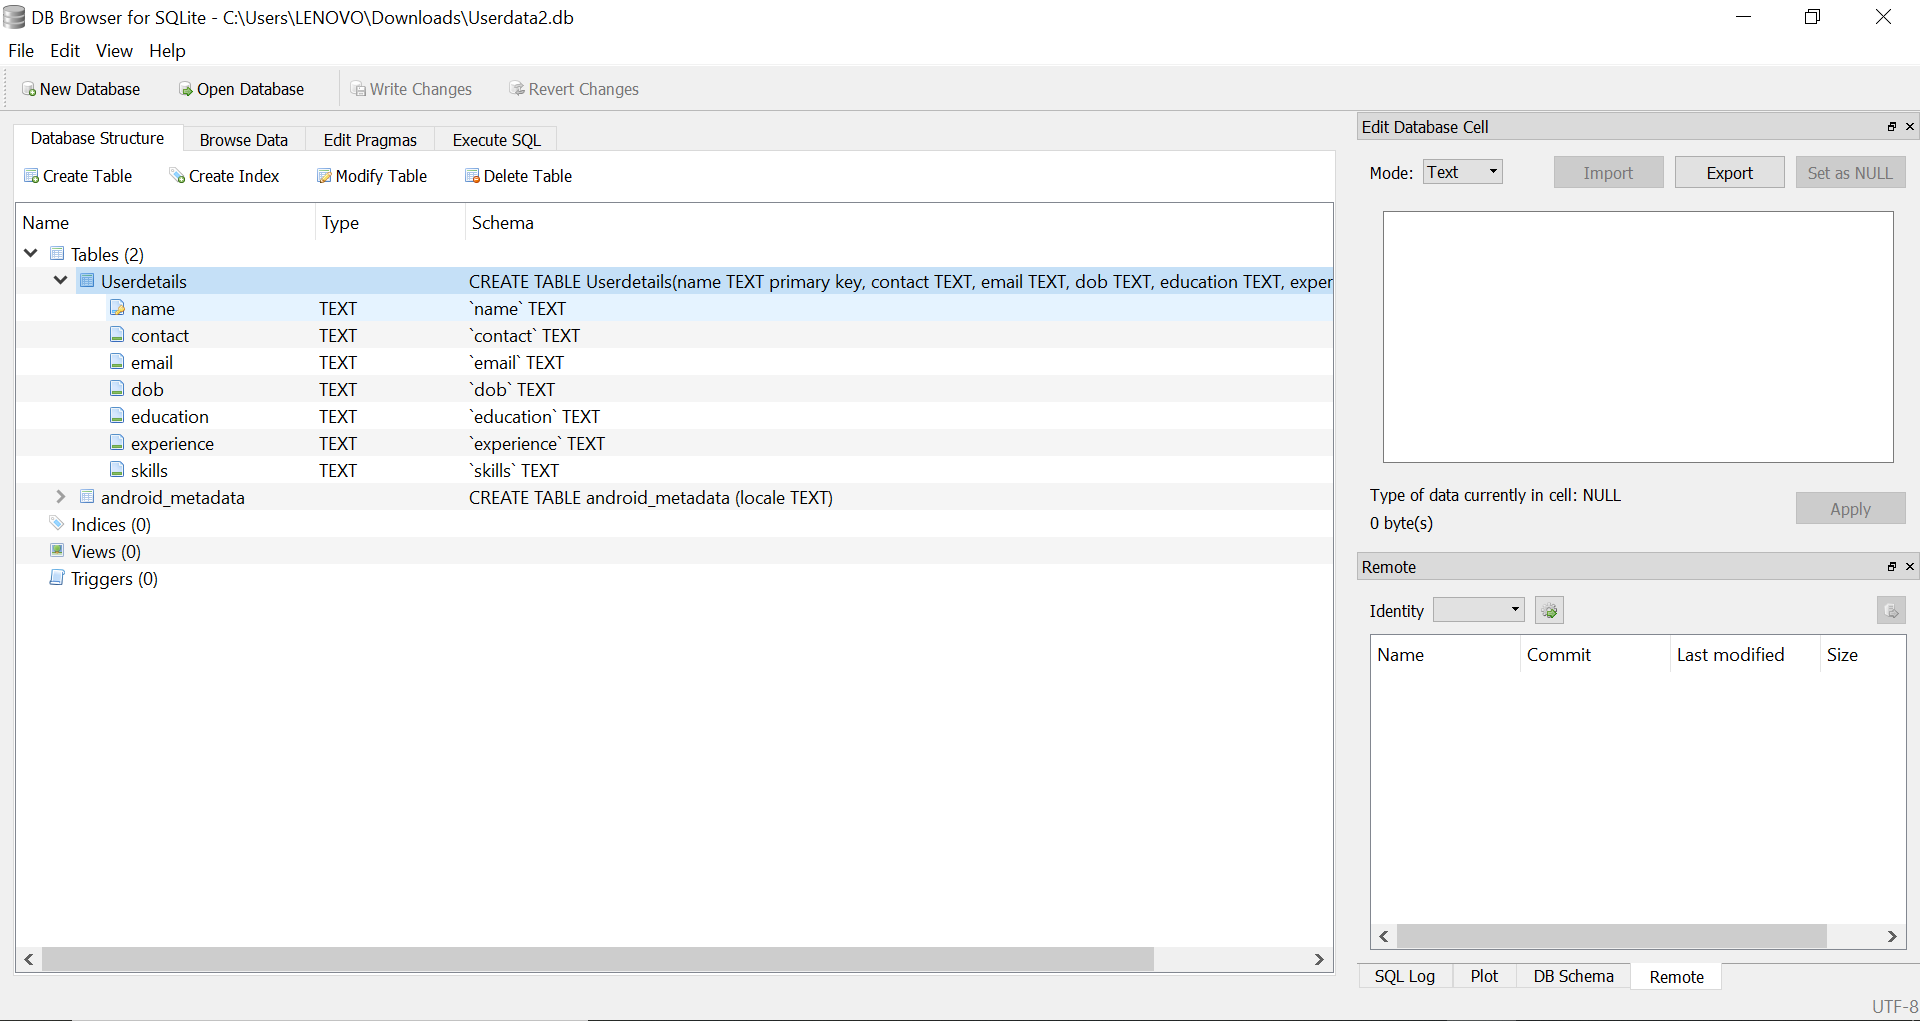 DB Browser for SQLite - C:\Users\LENOVO\Downloads\Userdata2.db
File Edit View Help
New Database Open Database Write Changes Revert Changes
Database Structure Browse Data Edit Pragmas Execute SQL
Create Table Create Index Modify Table Delete Table
Name Type Schema
Tables (2)
Userdetails CREATE TABLE Userdetails(name TEXT primary key, contact TEXT, email TEXT, dob TEXT, education TEXT, exper
name TEXT `name` TEXT
contact TEXT `contact` TEXT
email TEXT `email` TEXT
dob TEXT `dob` TEXT
education TEXT `education` TEXT
experience TEXT `experience` TEXT
skills TEXT `skills` TEXT
android_metadata CREATE TABLE android_metadata (locale TEXT)
Indices (0)
Views (0)
Triggers (0)
Edit Database Cell
Mode: Text Import Export Set as NULL
Type of data currently in cell: NULL
0 byte(s)
Apply
Remote
Identity
Name Commit Last modified Size
SQL Log Plot DB Schema Remote
UTF-8